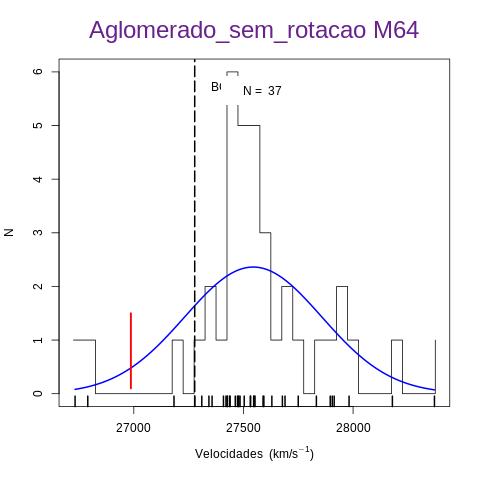 Aglomerado_sem_rotacao M64
N = 37
N
0 1 2 3 4 5 6
27000 27500 28000
Velocidades (km/s⁻¹)